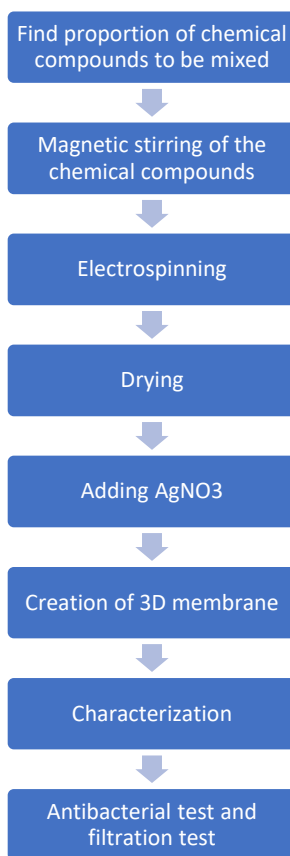 Find proportion of chemical
compounds to be mixed
Magnetic stirring of the
chemical compounds
Electrospinning
Drying
Adding AgNO3
Creation of 3D membrane
Characterization
Antibacterial test and
filtration test